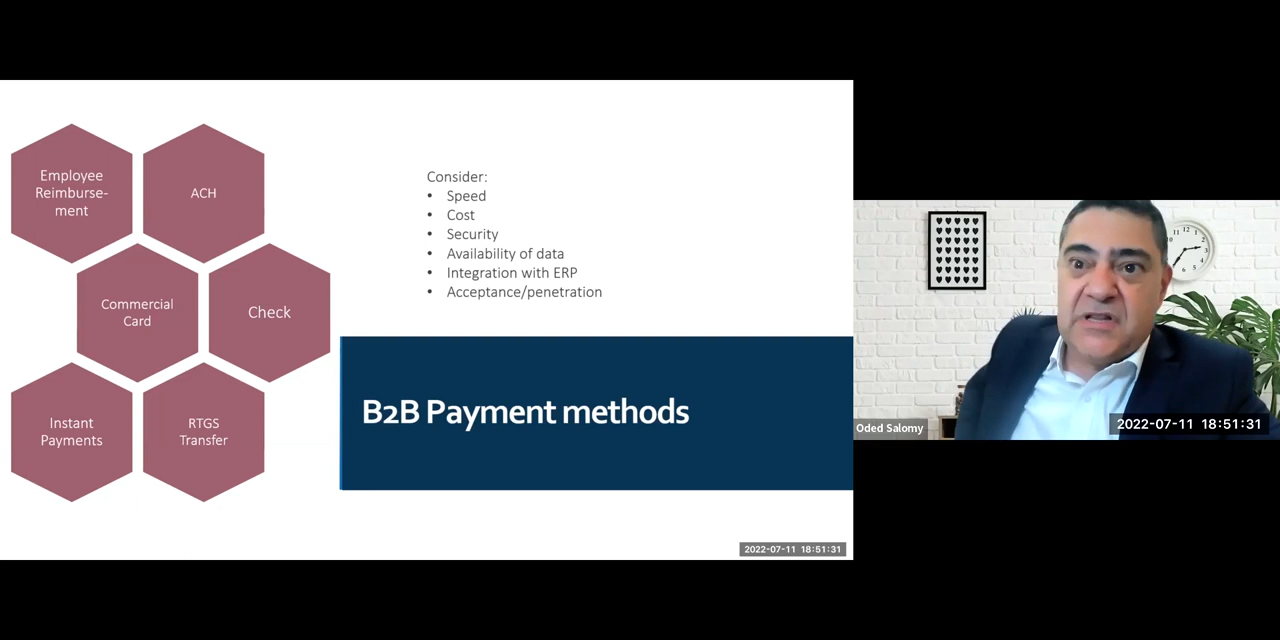 Employee
Reimburse-
ment
ACH
Commercial
Card
Check
Instant
Payments
RTGS
Transfer
Consider:
• Speed
• Cost
• Security
• Availability of data
• Integration with ERP
• Acceptance/penetration
B2B Payment methods
2022-07-11 18:51:31
Oded Salomy
2022-07-11 18:51:31